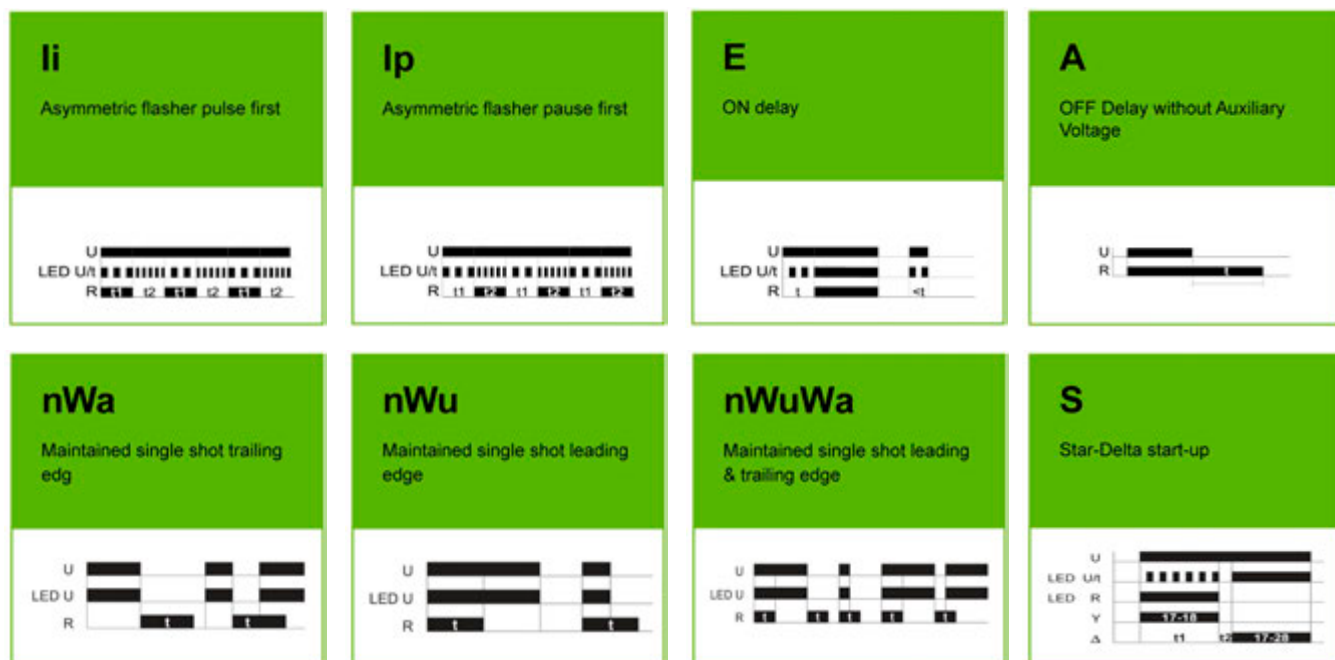 Ii
Asymmetric flasher pulse first
U
LED U/t
R t1 t2 t1 t2 t1 t2
Ip
Asymmetric flasher pause first
U
LED U/t
R t1 t2 t1 t2 t1 t2
E
ON delay
U
LED U/t
R t <t
A
OFF Delay without Auxiliary
Voltage
U
R t
nWa
Maintained single shot trailing
edg
U
LED U
R t t
nWu
Maintained single shot leading
edge
U
LED U
R t t
nWuWa
Maintained single shot leading
& trailing edge
U
LED U
R t t t t t
S
Star-Delta start-up
U
LED U/t
LED R
Y 17-18
t1 t2
Δ 17-28